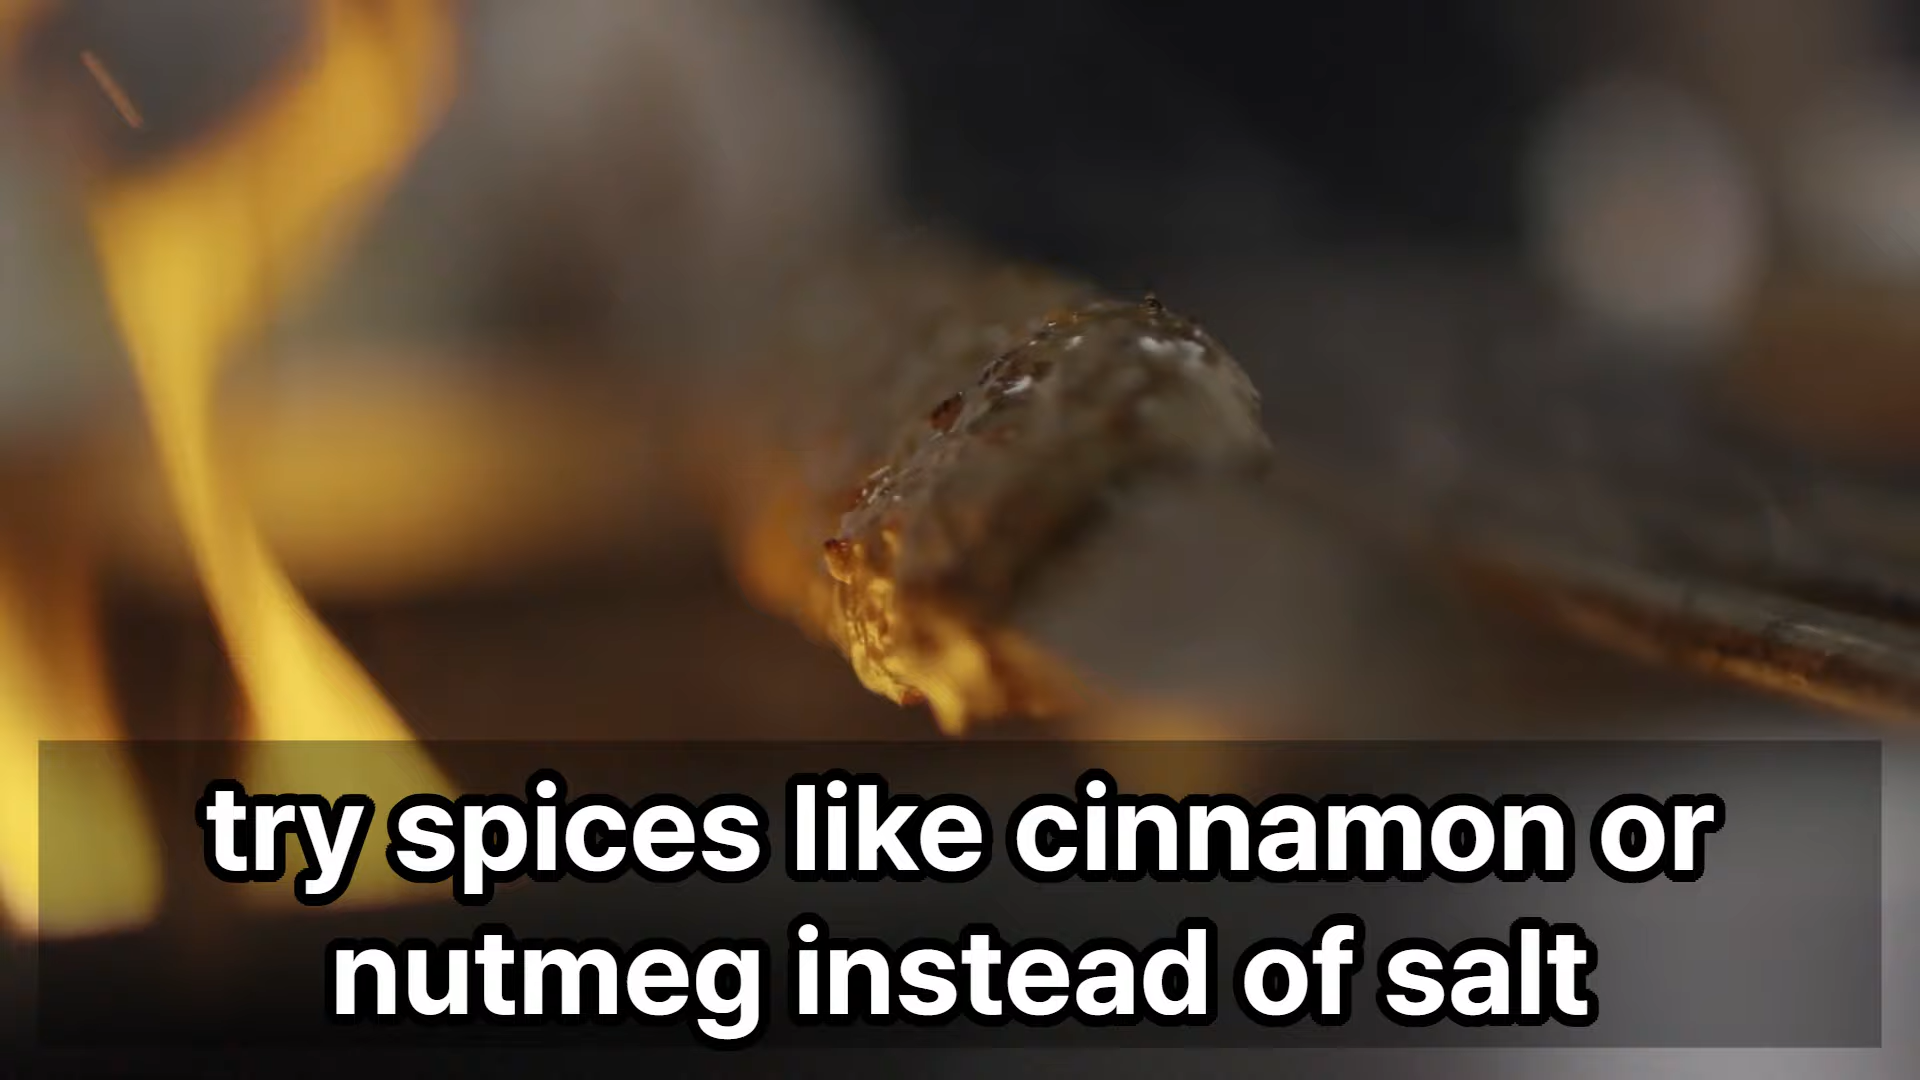 try spices like cinnamon or
nutmeg instead of salt